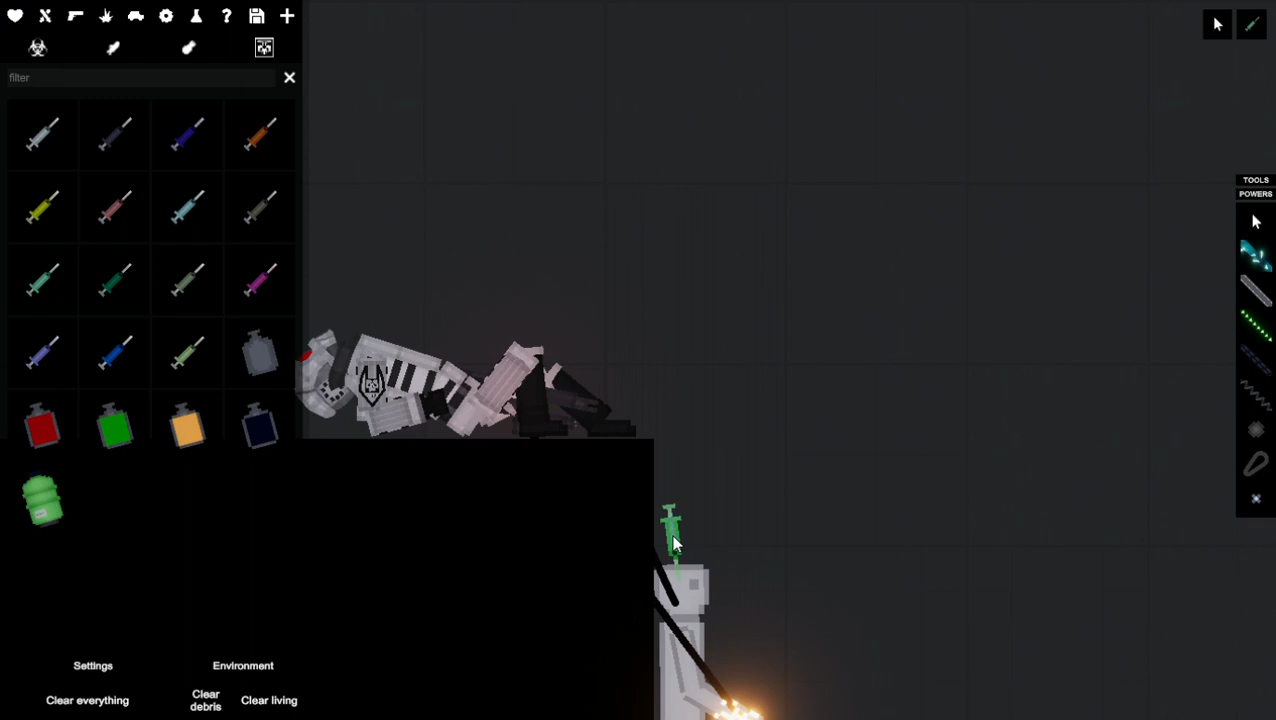 filter
TOOLS
POWERS
Settings
Environment
Clear everything
Clear
debris
Clear living